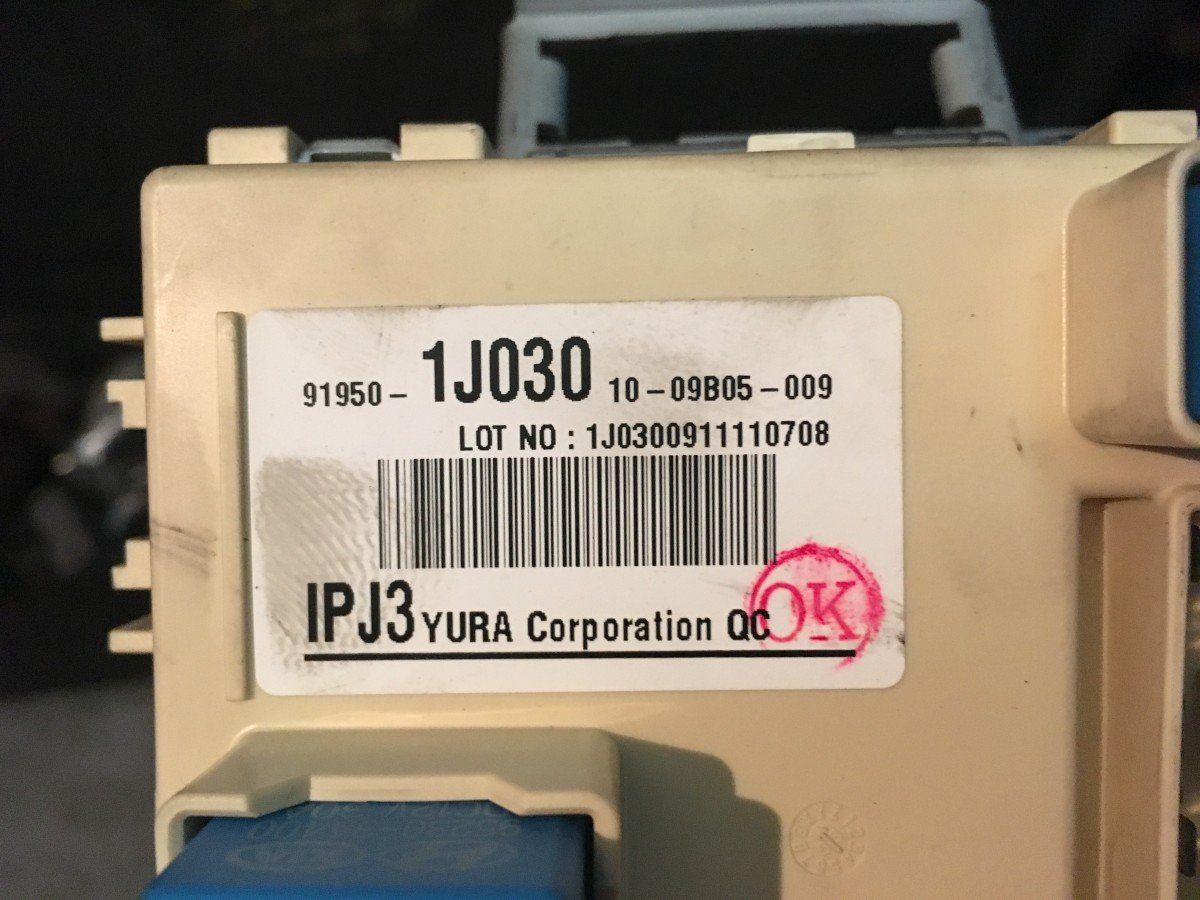 91950- 1J030 10-09B05-009
LOT NO : 1J0300911110708
IPJ3 YURA Corporation QC
OK